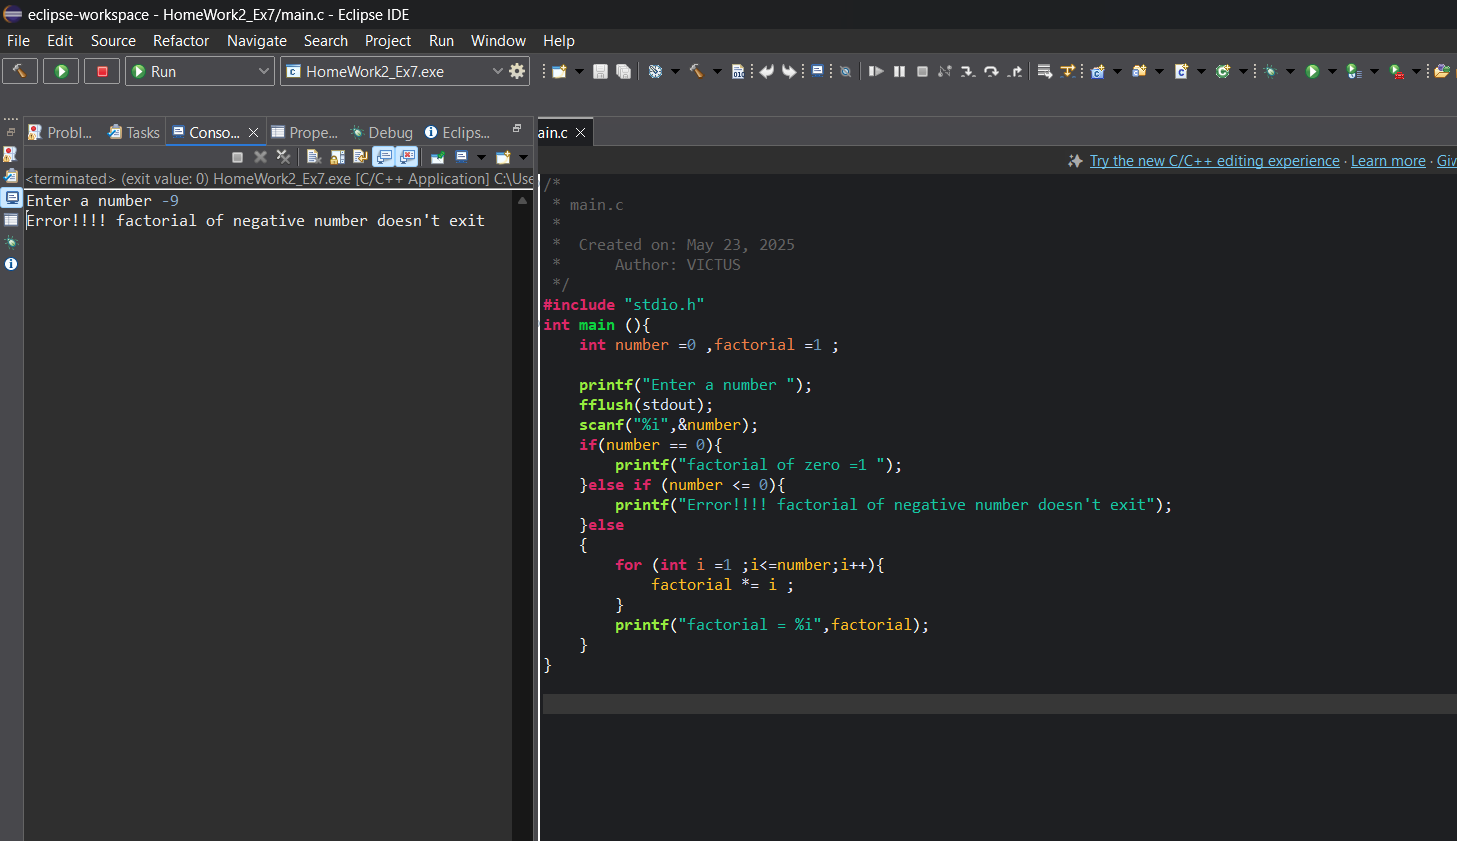 eclipse-workspace - HomeWork2_Ex7/main.c - Eclipse IDE
File Edit Source Refactor Navigate Search Project Run Window Help
Run HomeWork2_Ex7.exe
Probl... Tasks Conso... Prope... Debug Eclips...
<terminated> (exit value: 0) HomeWork2_Ex7.exe [C/C++ Application] C:\Use
Enter a number -9
Error!!!! factorial of negative number doesn't exit
ain.c
Try the new C/C++ editing experience · Learn more · Giv
/*
 * main.c
 *
 *  Created on: May 23, 2025
 *      Author: VICTUS
 */
#include "stdio.h"
int main (){
    int number =0 ,factorial =1 ;
    printf("Enter a number ");
    fflush(stdout);
    scanf("%i",&number);
    if(number == 0){
        printf("factorial of zero =1 ");
    }else if (number <= 0){
        printf("Error!!!! factorial of negative number doesn't exit");
    }else
    {
        for (int i =1 ;i<=number;i++){
            factorial *= i ;
        }
        printf("factorial = %i",factorial);
    }
}